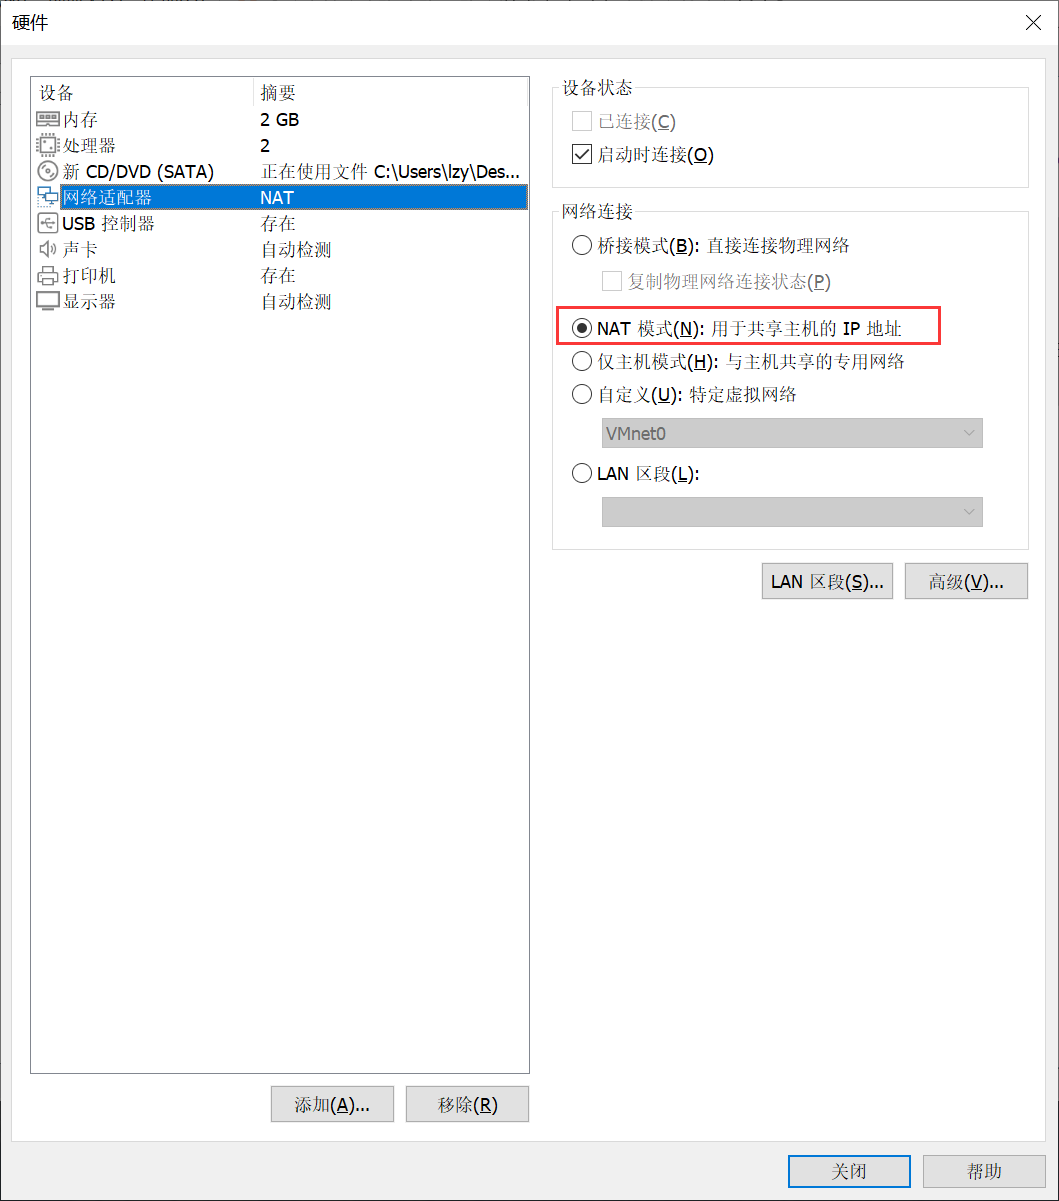 硬件
设备 摘要
内存 2 GB
处理器 2
新 CD/DVD (SATA) 正在使用文件 C:\Users\lzy\Des...
网络适配器 NAT
USB 控制器 存在
声卡 自动检测
打印机 存在
显示器 自动检测
添加(A)... 移除(R)
设备状态
已连接(C)
启动时连接(O)
网络连接
桥接模式(B): 直接连接物理网络
复制物理网络连接状态(P)
NAT 模式(N): 用于共享主机的 IP 地址
仅主机模式(H): 与主机共享的专用网络
自定义(U): 特定虚拟网络
VMnet0
LAN 区段(L):
LAN 区段(S)... 高级(V)...
关闭 帮助